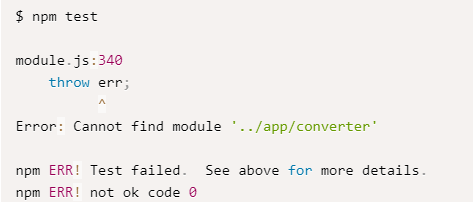 $ npm test
module.js:340
throw err;
^
Error: Cannot find module '../app/converter'
npm ERR! Test failed.  See above for more details.
npm ERR! not ok code 0